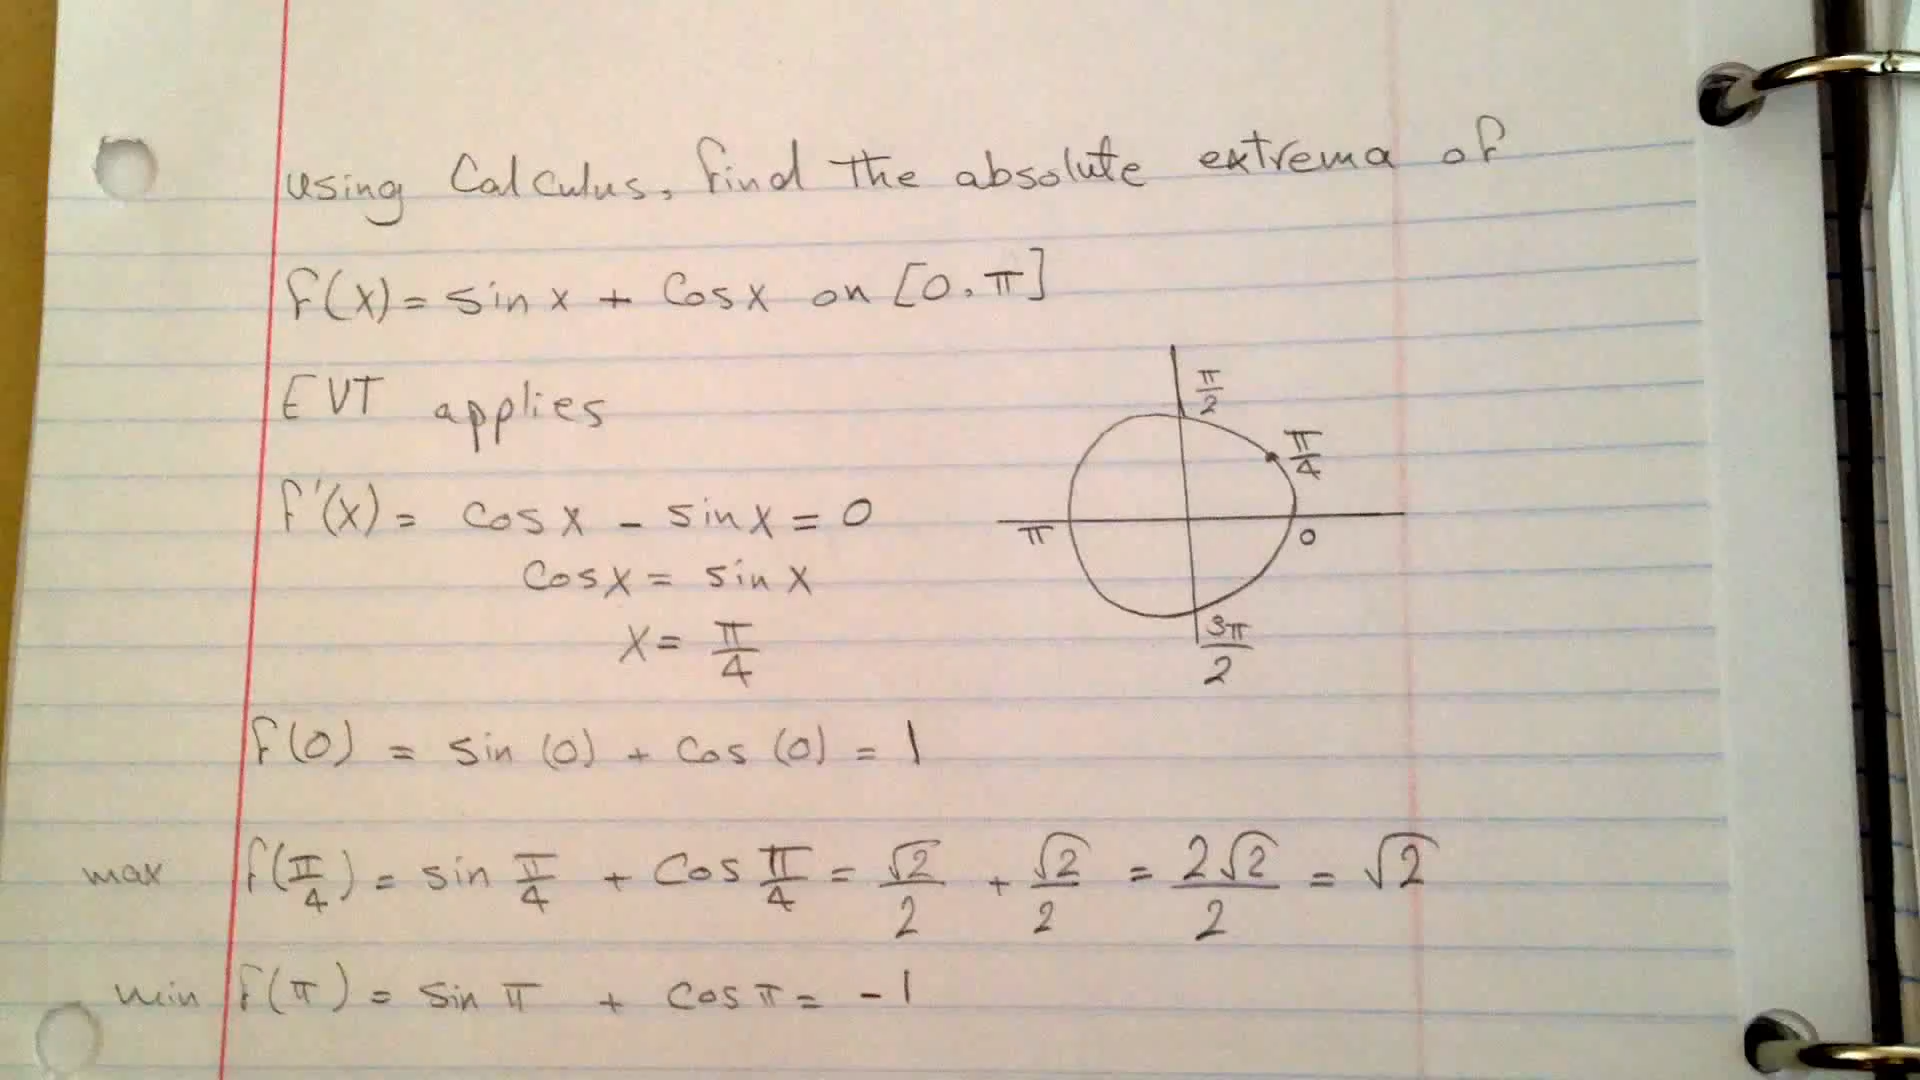 using Calculus, find the absolute extrema of
f(x) = sin x + cos x on [0, π]
EVT applies
f'(x) = cos x - sin x = 0
cos x = sin x
x = π/4
π/2
π/4
π
0
3π/2
f(0) = sin (0) + cos (0) = 1
max f(π/4) = sin π/4 + cos π/4 = √2/2 + √2/2 = 2√2/2 = √2
min f(π) = sin π + cos π = -1